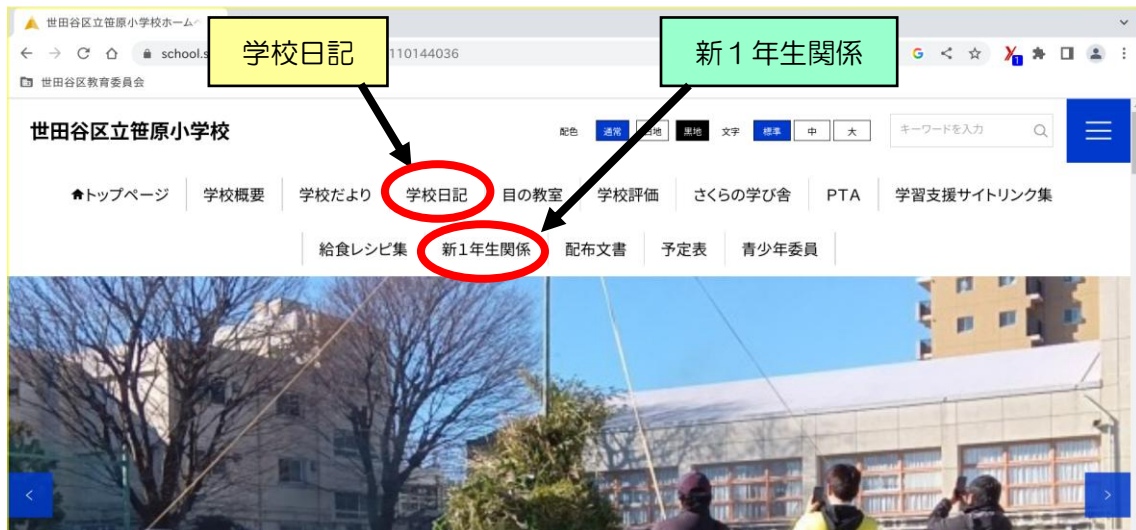 世田谷区立笹原小学校ホーム
学校日記
新１年生関係
school.s
110144036
世田谷区教育委員会
世田谷区立笹原小学校
配色 通常 白地 黒地 文字 標準 中 大
キーワードを入力
トップページ 学校概要 学校だより 学校日記 目の教室 学校評価 さくらの学び舎 PTA 学習支援サイトリンク集
給食レシピ集 新1年生関係 配布文書 予定表 青少年委員